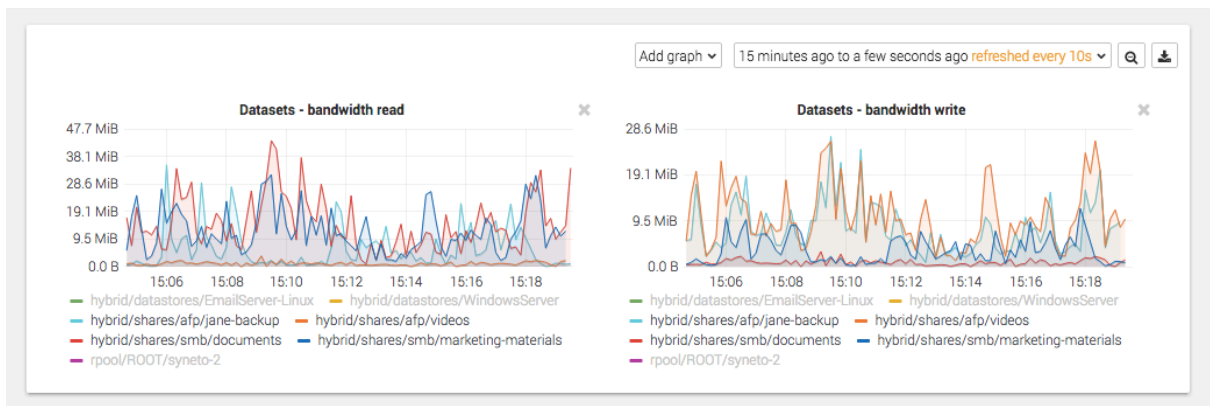 Add graph 15 minutes ago to a few seconds ago refreshed every 10s
Datasets - bandwidth read
47.7 MiB
38.1 MiB
28.6 MiB
19.1 MiB
9.5 MiB
0.0 B
15:06 15:08 15:10 15:12 15:14 15:16 15:18
hybrid/datastores/EmailServer-Linux hybrid/datastores/WindowsServer
hybrid/shares/afp/jane-backup hybrid/shares/afp/videos
hybrid/shares/smb/documents hybrid/shares/smb/marketing-materials
rpool/ROOT/syneto-2
Datasets - bandwidth write
28.6 MiB
19.1 MiB
9.5 MiB
0.0 B
15:06 15:08 15:10 15:12 15:14 15:16 15:18
hybrid/datastores/EmailServer-Linux hybrid/datastores/WindowsServer
hybrid/shares/afp/jane-backup hybrid/shares/afp/videos
hybrid/shares/smb/documents hybrid/shares/smb/marketing-materials
rpool/ROOT/syneto-2